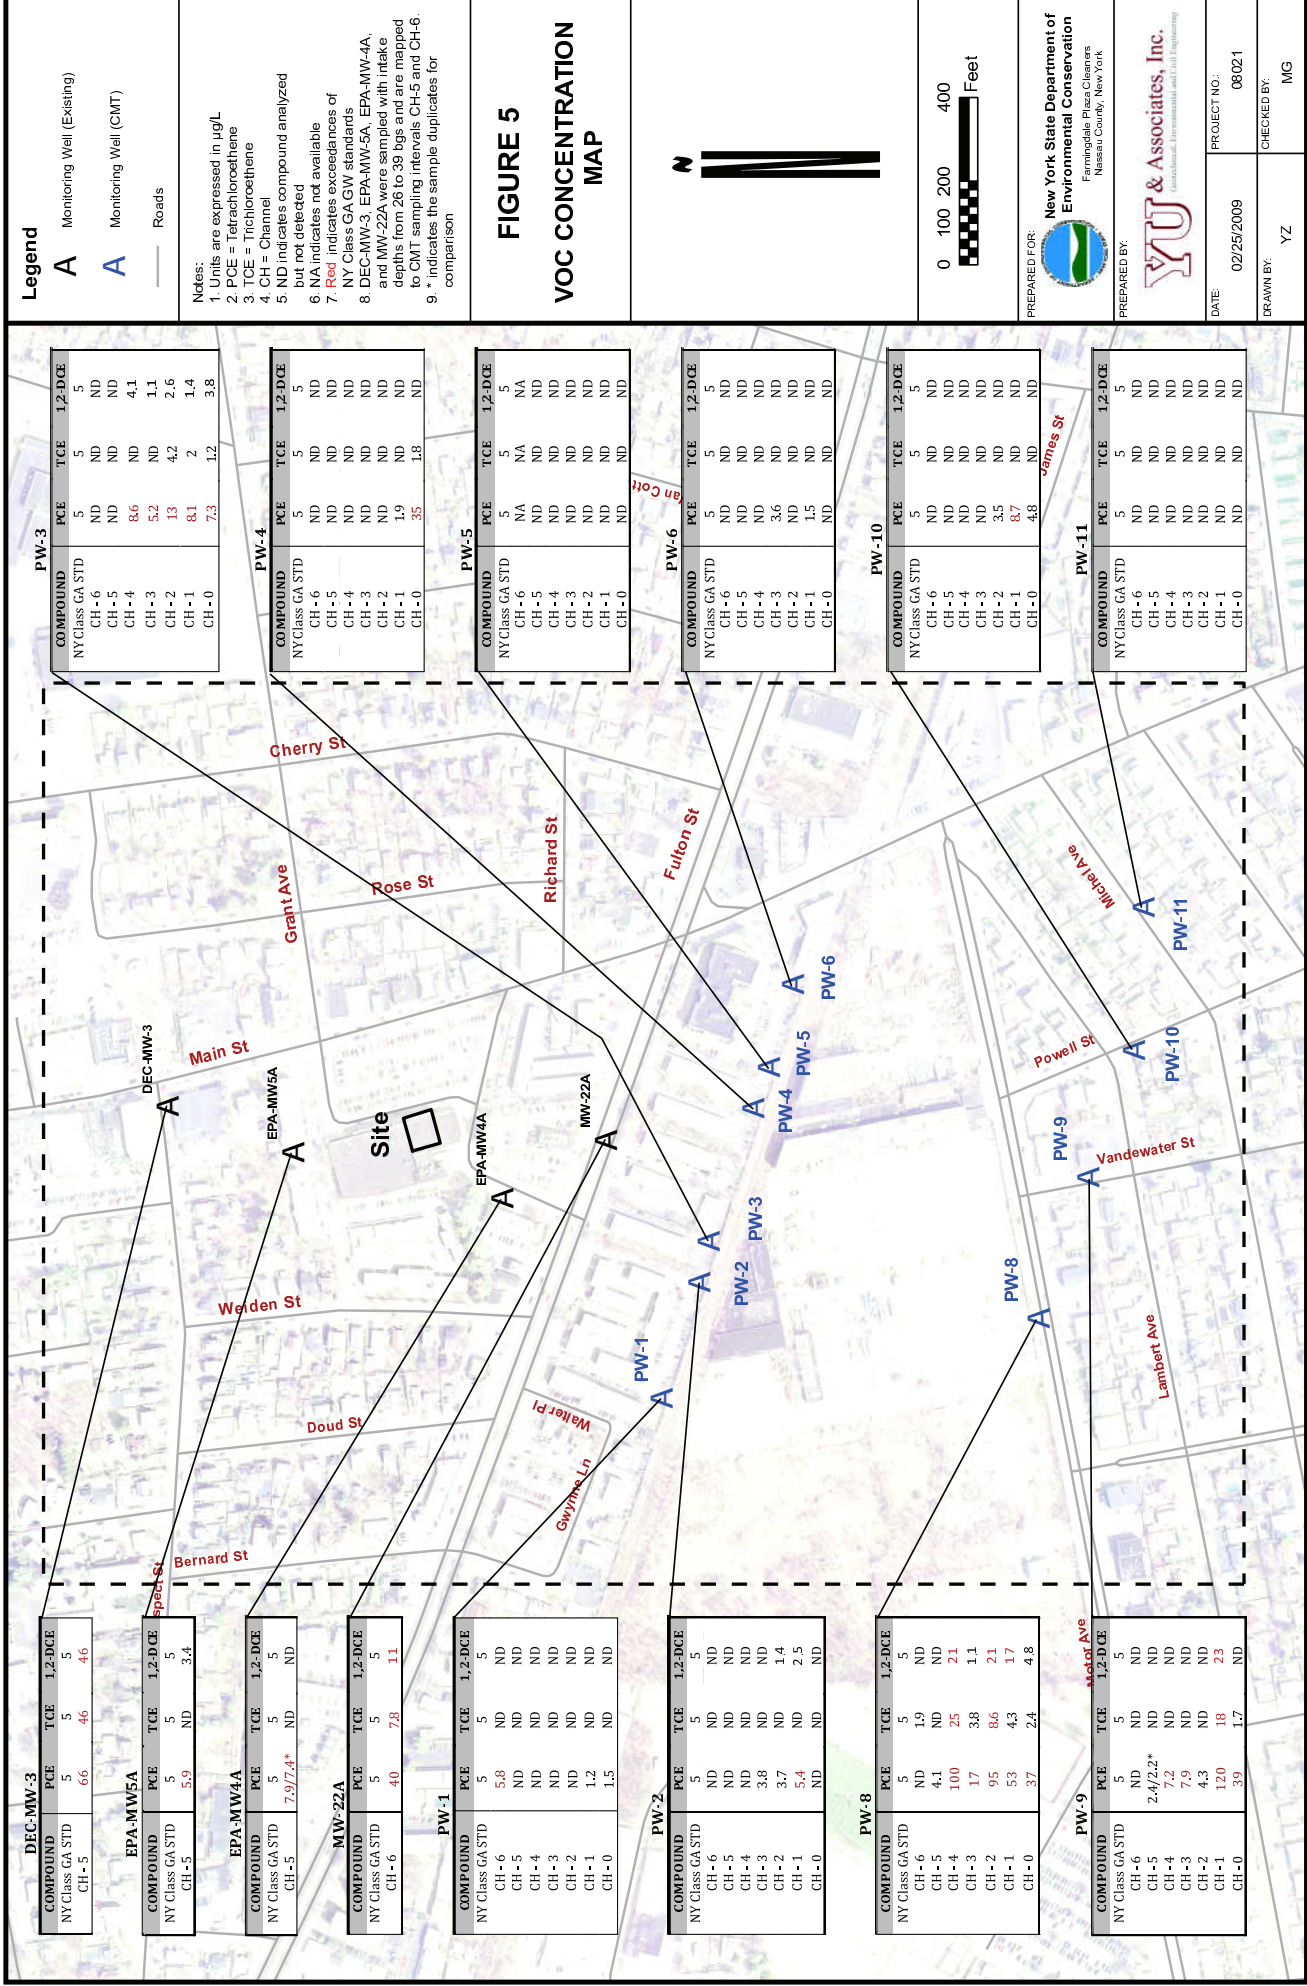 DEC-MW-3
COMPOUND PCE TCE 1,2-DCE
NY Class GA STD 5 5 5
CH - 5 66 46 46
EPA-MW5A
COMPOUND PCE TCE 1,2-DCE
NY Class GA STD 5 5 5
CH - 5 5.9 ND 3.4
EPA-MW4A
COMPOUND PCE TCE 1,2-DCE
NY Class GA STD 5 5 5
CH - 5 7.9/7.4* ND ND
MW-22A
COMPOUND PCE TCE 1,2-DCE
NY Class GA STD 5 5 5
CH - 6 40 7.8 11
PW-1
COMPOUND PCE TCE 1,2-DCE
NY Class GA STD 5 5 5
CH - 6 5.8 ND ND
CH - 5 ND ND ND
CH - 4 ND ND ND
CH - 3 ND ND ND
CH - 2 ND ND ND
CH - 1 1.2 ND ND
CH - 0 1.5 ND ND
PW-2
COMPOUND PCE TCE 1,2-DCE
NY Class GA STD 5 5 5
CH - 6 ND ND ND
CH - 5 ND ND ND
CH - 4 ND ND ND
CH - 3 3.8 ND ND
CH - 2 3.7 ND 1.4
CH - 1 5.4 ND 2.5
CH - 0 ND ND ND
PW-8
COMPOUND PCE TCE 1,2-DCE
NY Class GA STD 5 5 5
CH - 6 ND 1.9 ND
CH - 5 4.1 ND ND
CH - 4 100 25 21
CH - 3 17 3.8 1.1
CH - 2 95 8.6 21
CH - 1 53 4.3 17
CH - 0 37 2.4 4.8
PW-9
COMPOUND PCE TCE 1,2-DCE
NY Class GA STD 5 5 5
CH - 6 ND ND ND
CH - 5 2.4/2.2* ND ND
CH - 4 7.2 ND ND
CH - 3 7.9 ND ND
CH - 2 4.3 ND ND
CH - 1 120 18 23
CH - 0 39 1.7 ND
spect St
Bernard St
Doud St
Weiden St
Gwynne Ln
Walter Pl
Motor Ave
Lambert Ave
Vandewater St
Powell St
Michel Ave
James St
Main St
Grant Ave
Rose St
Cherry St
Richard St
Fulton St
an Cott
Site
DEC-MW-3
EPA-MW5A
EPA-MW4A
MW-22A
PW-1
PW-2
PW-3
PW-4
PW-5
PW-6
PW-8
PW-9
PW-10
PW-11
PW-3
COMPOUND PCE TCE 1,2-DCE
NY Class GA STD 5 5 5
CH - 6 ND ND ND
CH - 5 ND ND ND
CH - 4 8.6 ND 4.1
CH - 3 5.2 ND 1.1
CH - 2 13 4.2 2.6
CH - 1 8.1 2 1.4
CH - 0 7.3 1.2 3.8
PW-4
COMPOUND PCE TCE 1,2-DCE
NY Class GA STD 5 5 5
CH - 6 ND ND ND
CH - 5 ND ND ND
CH - 4 ND ND ND
CH - 3 ND ND ND
CH - 2 ND ND ND
CH - 1 1.9 ND ND
CH - 0 35 1.8 ND
PW-5
COMPOUND PCE TCE 1,2-DCE
NY Class GA STD 5 5 5
CH - 6 NA NA NA
CH - 5 ND ND ND
CH - 4 ND ND ND
CH - 3 ND ND ND
CH - 2 ND ND ND
CH - 1 ND ND ND
CH - 0 ND ND ND
PW-6
COMPOUND PCE TCE 1,2-DCE
NY Class GA STD 5 5 5
CH - 6 ND ND ND
CH - 5 ND ND ND
CH - 4 ND ND ND
CH - 3 3.6 ND ND
CH - 2 ND ND ND
CH - 1 1.5 ND ND
CH - 0 ND ND ND
PW-10
COMPOUND PCE TCE 1,2-DCE
NY Class GA STD 5 5 5
CH - 6 ND ND ND
CH - 5 ND ND ND
CH - 4 ND ND ND
CH - 3 ND ND ND
CH - 2 3.5 ND ND
CH - 1 8.7 ND ND
CH - 0 4.8 ND ND
PW-11
COMPOUND PCE TCE 1,2-DCE
NY Class GA STD 5 5 5
CH - 6 ND ND ND
CH - 5 ND ND ND
CH - 4 ND ND ND
CH - 3 ND ND ND
CH - 2 ND ND ND
CH - 1 ND ND ND
CH - 0 ND ND ND
Legend
A Monitoring Well (Existing)
A Monitoring Well (CMT)
Roads
Notes:
1. Units are expressed in µg/L
2. PCE = Tetrachloroethene
3. TCE = Trichloroethene
4. CH = Channel
5. ND indicates compound analyzed
but not detected
6. NA indicates not available
7. Red indicates exceedances of
NY Class GA GW standards
8. DEC-MW-3, EPA-MW-5A, EPA-MW-4A,
and MW-22A were sampled with intake
depths from 26 to 39 bgs and are mapped
to CMT sampling intervals CH-5 and CH-6.
9. * indicates the sample duplicates for
comparison
FIGURE 5
VOC CONCENTRATION
MAP
N
0 100 200 400
Feet
PREPARED FOR:
New York State Department of
Environmental Conservation
Farmingdale Plaza Cleaners
Nassau County, New York
PREPARED BY:
YU & Associates, Inc.
Geotechnical, Environmental and Civil Engineering
DATE: 02/25/2009
PROJECT NO.: 08021
DRAWN BY: YZ
CHECKED BY: MG